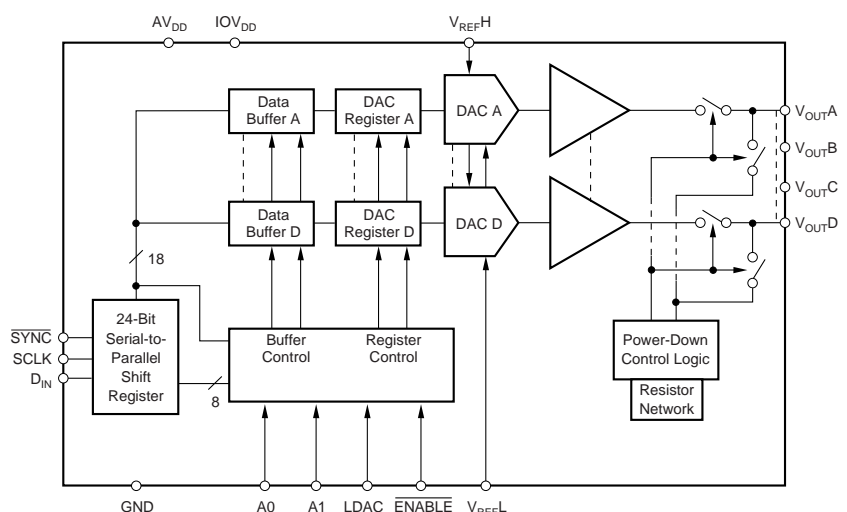 AVDD IOVDD VREFH
Data
Buffer A
DAC
Register A
DAC A
VOUTA
VOUTB
VOUTC
Data
Buffer D
DAC
Register D
DAC D
VOUTD
18
24-Bit
Serial-to-
Parallel
Shift
Register
SYNC
SCLK
DIN
Buffer
Control
Register
Control
8
Power-Down
Control Logic
Resistor
Network
GND A0 A1 LDAC ENABLE VREFL